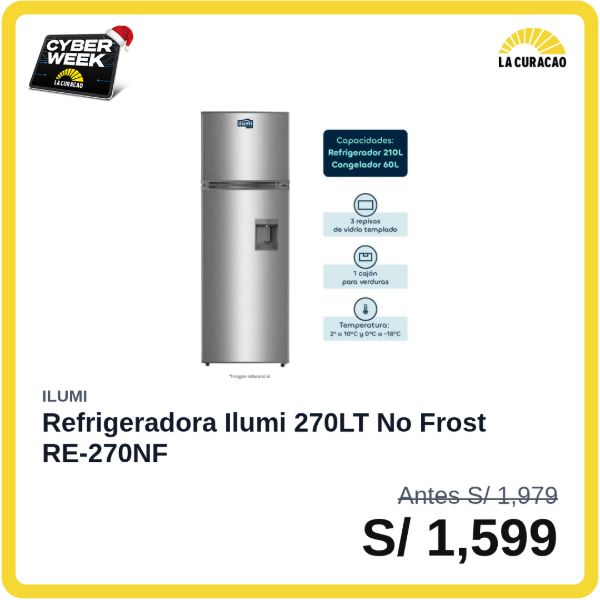 CYBER
WEEK
LA CURACAO
LA CURACAO
ILUMI
Capacidades:
Refrigerador 210L
Congelador 60L
3 repisas
de vidrio templado
1 cajón
para verduras
Temperatura:
2° a 10°C y 0°C a -18°C
*Imagen referencial
ILUMI
Refrigeradora Ilumi 270LT No Frost
RE-270NF
Antes S/ 1,979
S/ 1,599